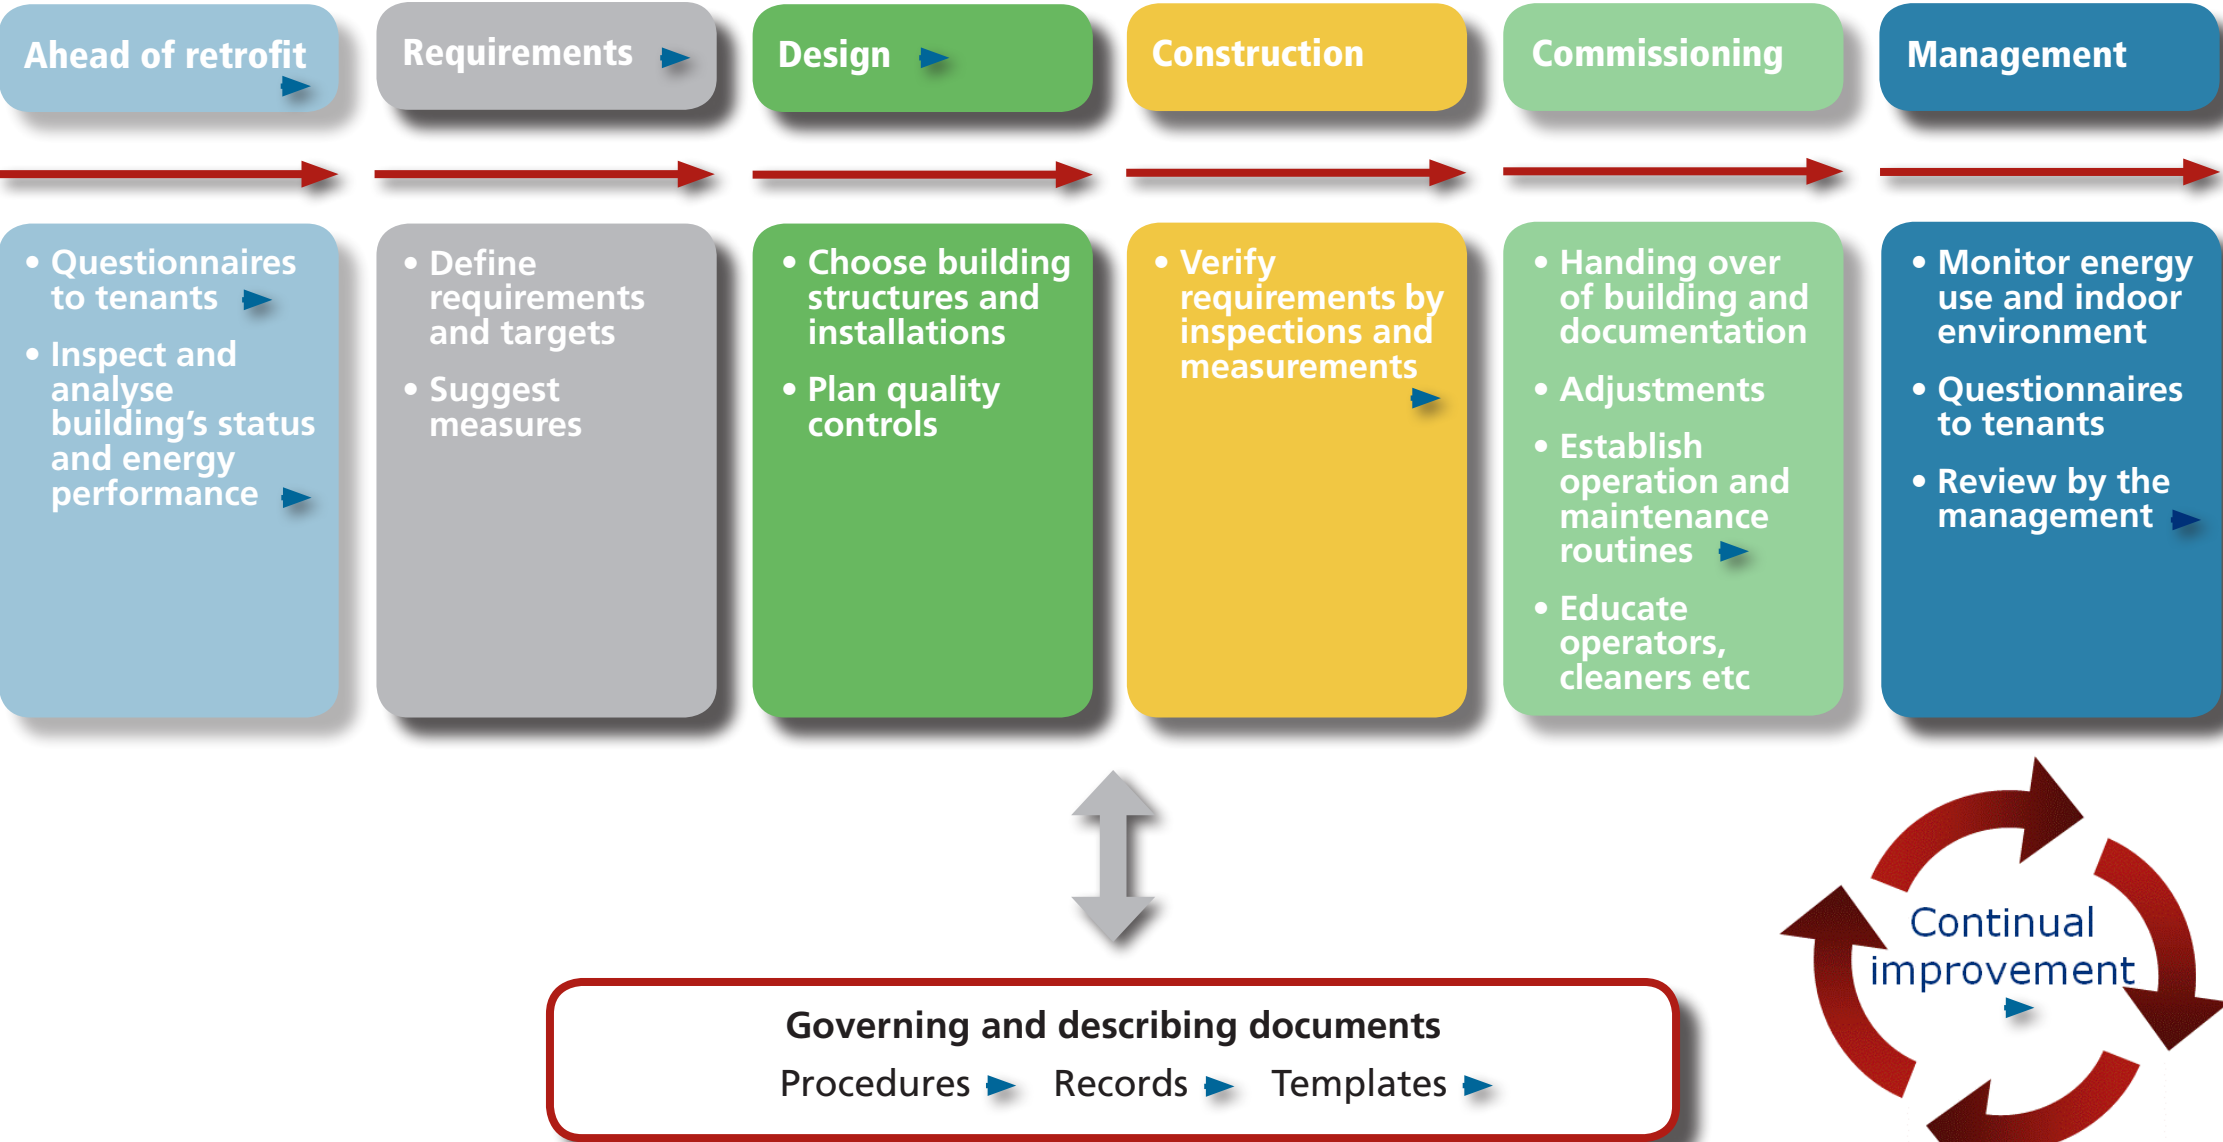 Ahead of retrofit
Requirements
Design
Construction
Commissioning
Management
• Questionnaires
to tenants
• Inspect and
analyse
building’s status
and energy
performance
• Define
requirements
and targets
• Suggest
measures
• Choose building
structures and
installations
• Plan quality
controls
• Verify
requirements by
inspections and
measurements
• Handing over
of building and
documentation
• Adjustments
• Establish
operation and
maintenance
routines
• Educate
operators,
cleaners etc
• Monitor energy
use and indoor
environment
• Questionnaires
to tenants
• Review by the
management
Continual
improvement
Governing and describing documents
Procedures Records Templates